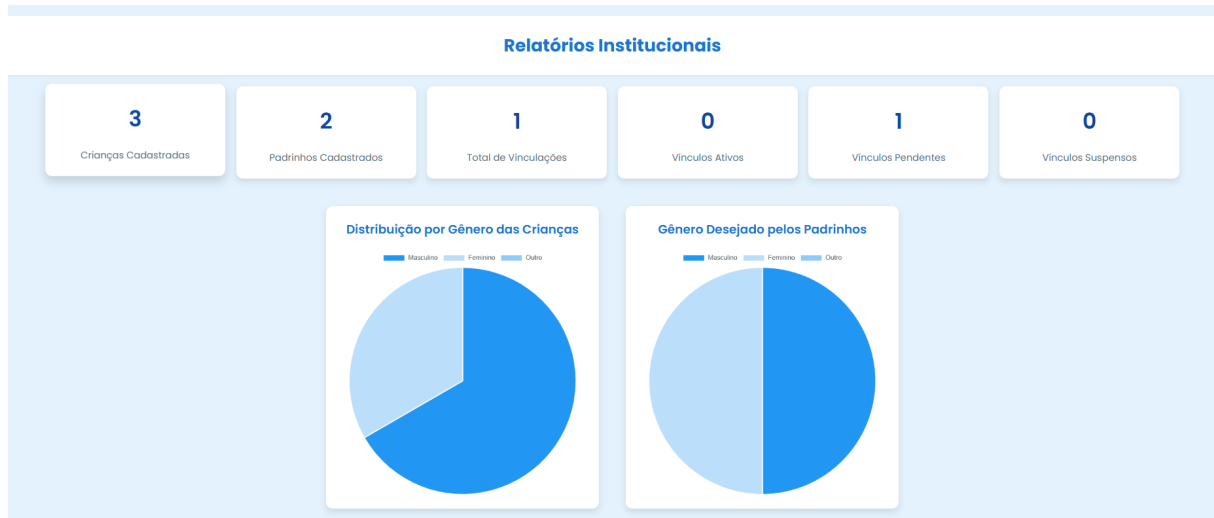 Relatórios Institucionais
3
Crianças Cadastradas
2
Padrinhos Cadastrados
1
Total de Vinculações
0
Vínculos Ativos
1
Vínculos Pendentes
0
Vínculos Suspensos
Distribuição por Gênero das Crianças
Masculino Feminino Outro
Gênero Desejado pelos Padrinhos
Masculino Feminino Outro